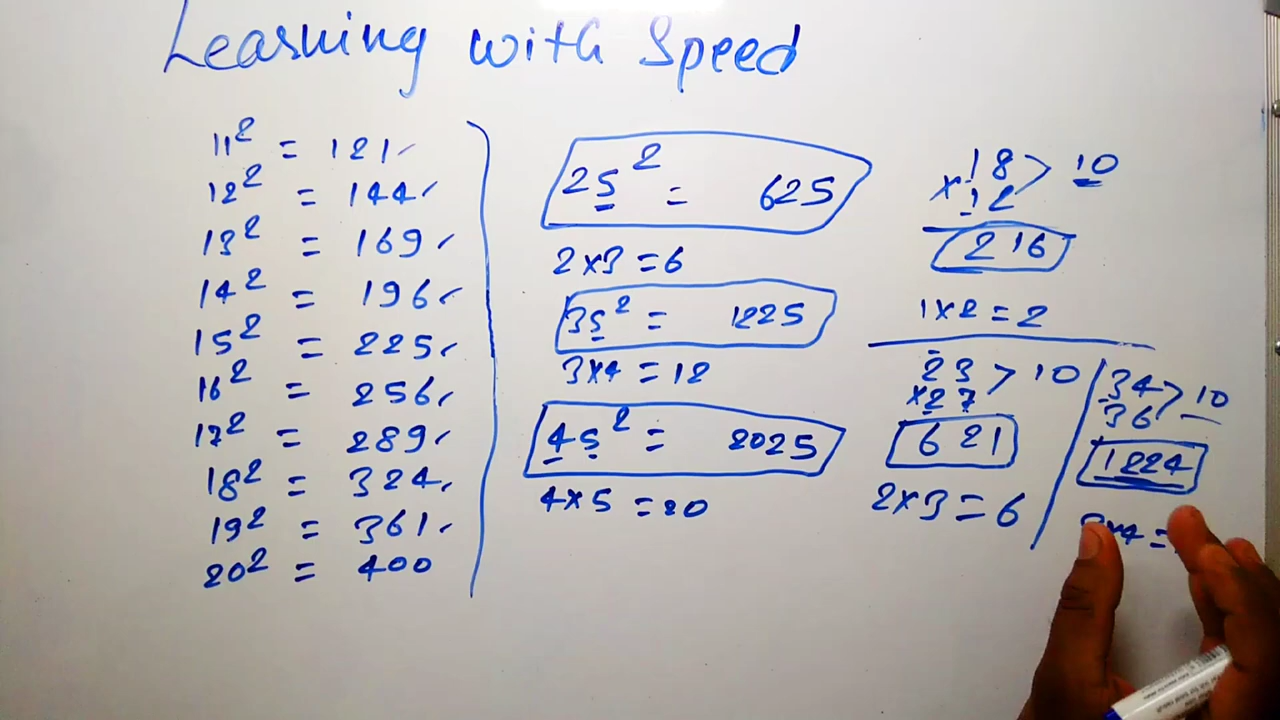 Learning with Speed
11² = 121
12² = 144
13² = 169
14² = 196
15² = 225
16² = 256
17² = 289
18² = 324
19² = 361
20² = 400
25² = 625
2×3 = 6
35² = 1225
3×4 = 12
45² = 2025
4×5 = 20
18 > 10
×12
216
1×2 = 2
23 > 10
×27
621
2×3 = 6
34 > 10
36
1224
×4 =